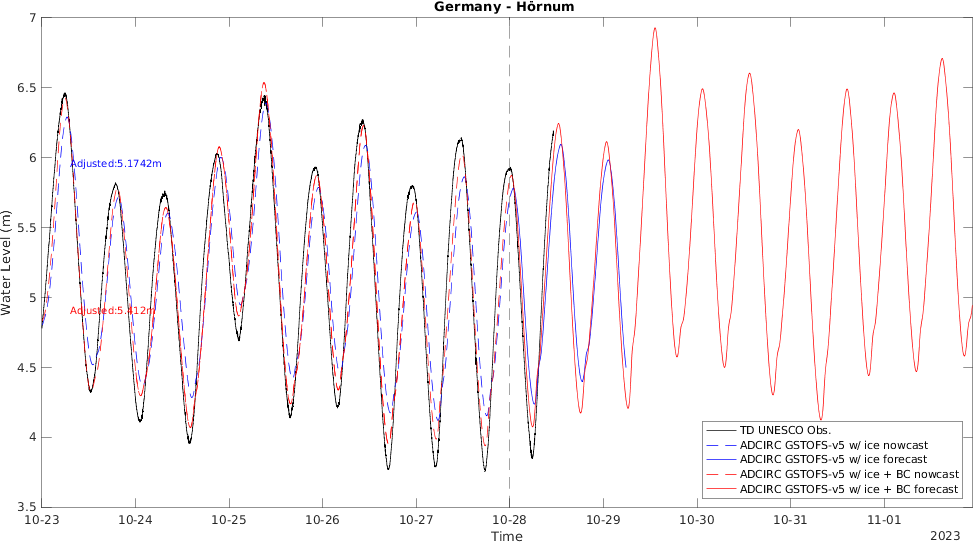 Germany - Hörnum
7
6.5
6
5.5
5
4.5
4
3.5
Water Level (m)
Adjusted:5.1742m
Adjusted:5.412m
TD UNESCO Obs.
ADCIRC GSTOFS-v5 w/ ice nowcast
ADCIRC GSTOFS-v5 w/ ice forecast
ADCIRC GSTOFS-v5 w/ ice + BC nowcast
ADCIRC GSTOFS-v5 w/ ice + BC forecast
10-23 10-24 10-25 10-26 10-27 10-28 10-29 10-30 10-31 11-01
Time
2023